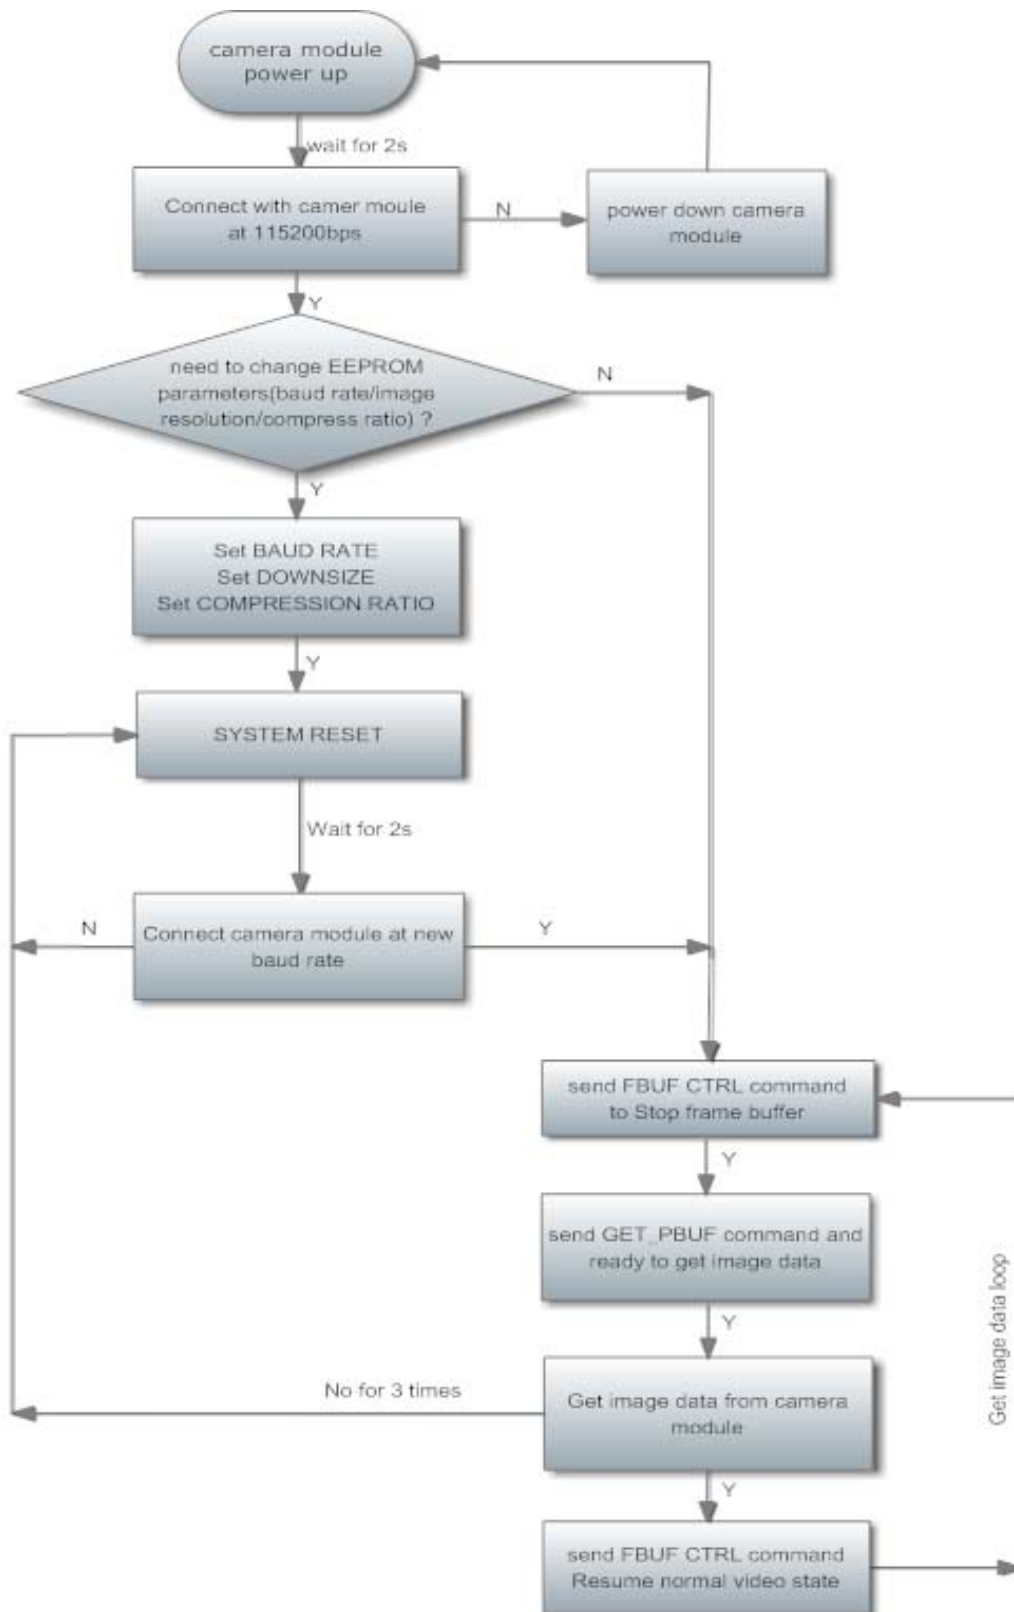 camera module
power up
wait for 2s
Connect with camer moule
at 115200bps
N
power down camera
module
Y
need to change EEPROM
parameters(baud rate/image
resolution/compress ratio) ?
N
Y
Set BAUD RATE
Set DOWNSIZE
Set COMPRESSION RATIO
Y
SYSTEM RESET
Wait for 2s
N
Connect camera module at new
baud rate
Y
send FBUF CTRL command
to Stop frame buffer
Y
send GET_PBUF command and
ready to get image data
Y
Get image data loop
No for 3 times
Get image data from camera
module
Y
send FBUF CTRL command
Resume normal video state